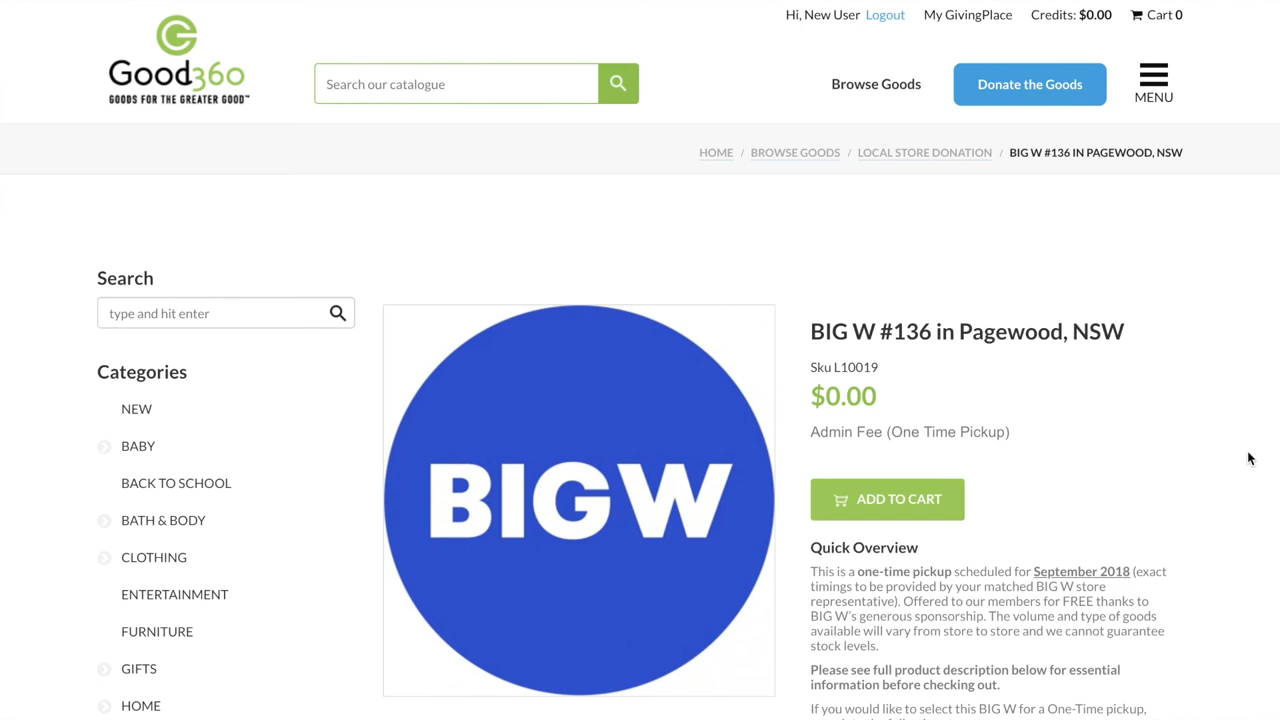 Hi, New User Logout My GivingPlace Credits: $0.00 Cart 0
Good360
GOODS FOR THE GREATER GOOD™
Search our catalogue
Browse Goods
Donate the Goods
MENU
HOME / BROWSE GOODS / LOCAL STORE DONATION / BIG W #136 IN PAGEWOOD, NSW
Search
type and hit enter
Categories
NEW
BABY
BACK TO SCHOOL
BATH & BODY
CLOTHING
ENTERTAINMENT
FURNITURE
GIFTS
HOME
BIG W
BIG W #136 in Pagewood, NSW
Sku L10019
$0.00
Admin Fee (One Time Pickup)
ADD TO CART
Quick Overview
This is a one-time pickup scheduled for September 2018 (exact
timings to be provided by your matched BIG W store
representative). Offered to our members for FREE thanks to
BIG W's generous sponsorship. The volume and type of goods
available will vary from store to store and we cannot guarantee
stock levels.
Please see full product description below for essential
information before checking out.
If you would like to select this BIG W for a One-Time pickup,